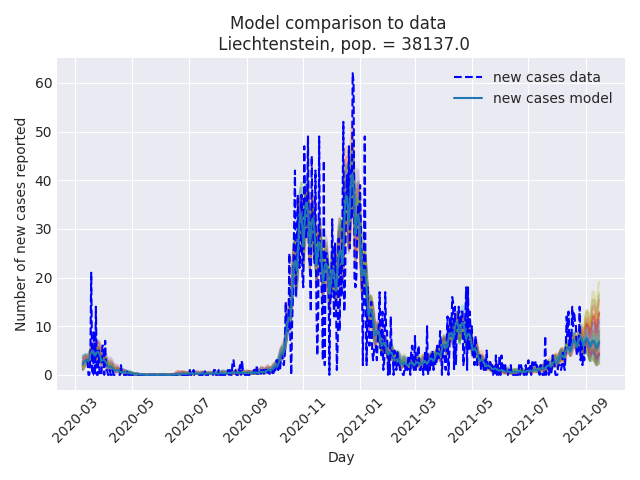 Model comparison to data
Liechtenstein, pop. = 38137.0
new cases data
new cases model
Number of new cases reported
60
50
40
30
20
10
0
2020-03
2020-05
2020-07
2020-09
2020-11
2021-01
2021-03
2021-05
2021-07
2021-09
Day